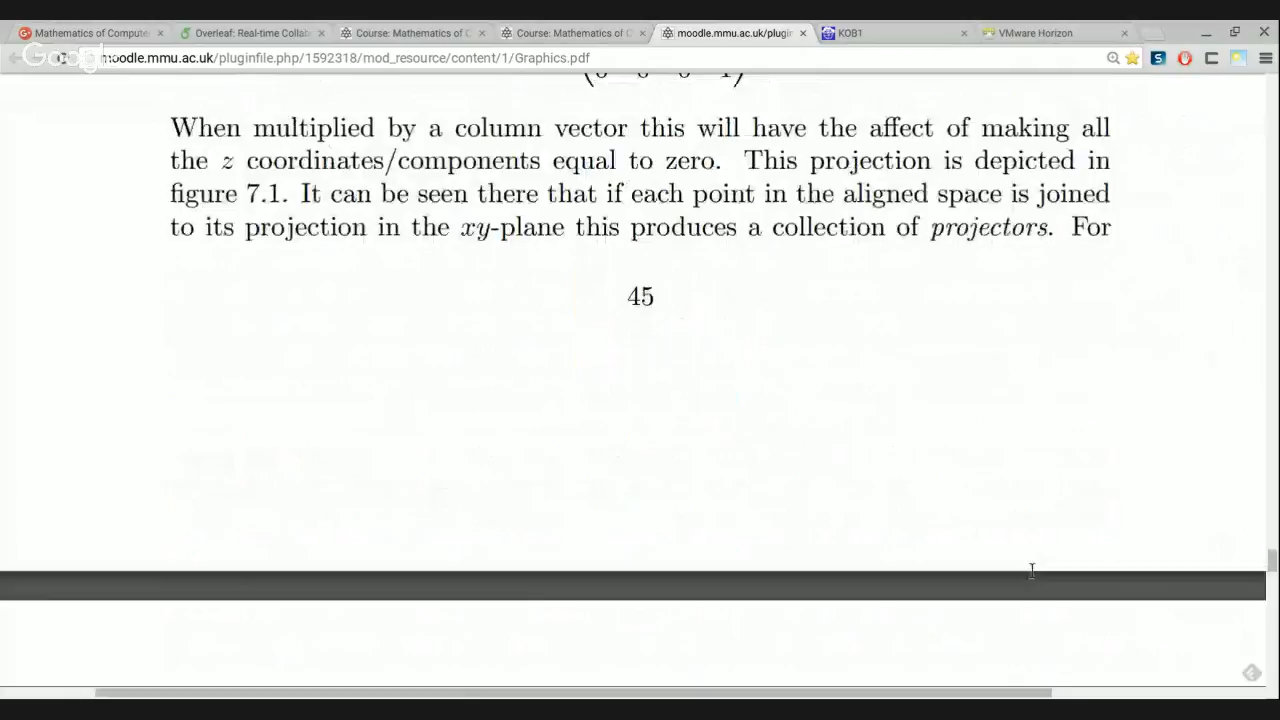 Mathematics of Compute
Overleaf: Real-time Collab
Course: Mathematics of C
Course: Mathematics of C
moodle.mmu.ac.uk/plugin
KOB1
VMware Horizon
moodle.mmu.ac.uk/pluginfile.php/1592318/mod_resource/content/1/Graphics.pdf
When multiplied by a column vector this will have the affect of making all
the z coordinates/components equal to zero. This projection is depicted in
figure 7.1. It can be seen there that if each point in the aligned space is joined
to its projection in the xy-plane this produces a collection of projectors. For
45